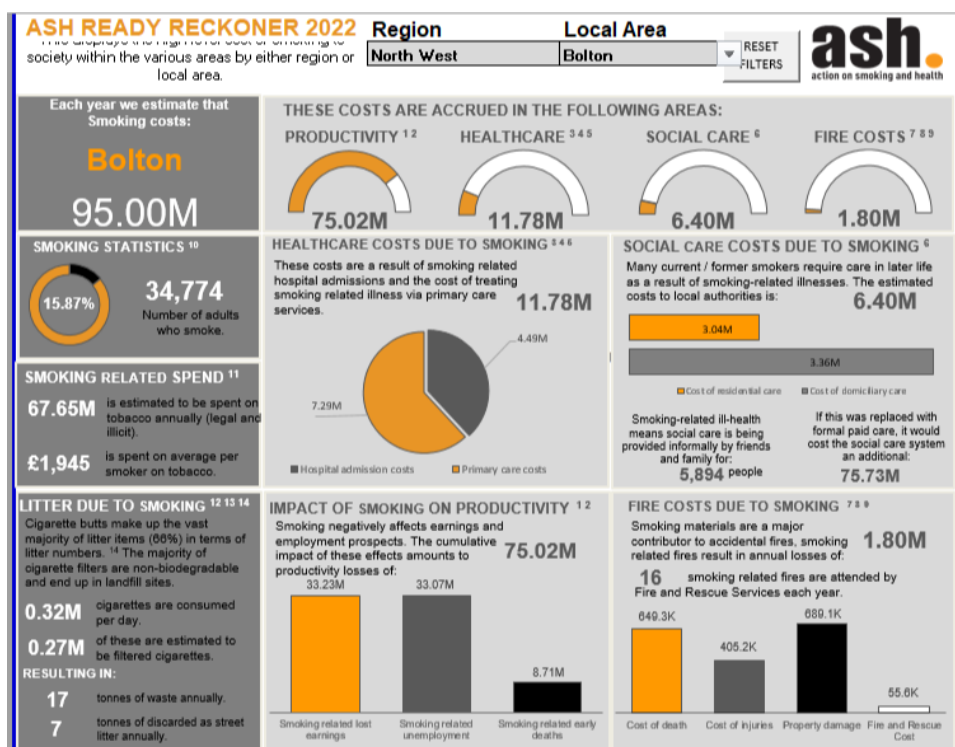 ASH READY RECKONER 2022
Region
Local Area
This displays the high level cost of smoking to
society within the various areas by either region or
local area.
North West
Bolton
RESET
FILTERS
ash.
action on smoking and health
Each year we estimate that
Smoking costs:
Bolton
95.00M
THESE COSTS ARE ACCRUED IN THE FOLLOWING AREAS:
PRODUCTIVITY 1 2
HEALTHCARE 3 4 5
SOCIAL CARE 6
FIRE COSTS 7 8 9
75.02M
11.78M
6.40M
1.80M
SMOKING STATISTICS 10
15.87%
34,774
Number of adults
who smoke.
SMOKING RELATED SPEND 11
67.65M
is estimated to be spent on
tobacco annually (legal and
illicit).
£1,945
is spent on average per
smoker on tobacco.
HEALTHCARE COSTS DUE TO SMOKING
These costs are a result of smoking related
hospital admissions and the cost of treating
smoking related illness via primary care
services.
11.78M
4.49M
7.29M
Hospital admission costs
Primary care costs
SOCIAL CARE COSTS DUE TO SMOKING 6
Many current / former smokers require care in later life
as a result of smoking-related illnesses. The estimated
costs to local authorities is:
6.40M
3.04M
3.36M
Cost of residential care
Cost of domiciliary care
Smoking-related ill-health
means social care is being
provided informally by friends
and family for:
5,894 people
If this was replaced with
formal paid care, it would
cost the social care system
an additional:
75.73M
LITTER DUE TO SMOKING 12 13 14
Cigarette butts make up the vast
majority of litter items (66%) in terms of
litter numbers. 14 The majority of
cigarette filters are non-biodegradable
and end up in landfill sites.
0.32M
cigarettes are consumed
per day.
0.27M
of these are estimated to
be filtered cigarettes.
RESULTING IN:
17
tonnes of waste annually.
7
tonnes of discarded as street
litter annually.
IMPACT OF SMOKING ON PRODUCTIVITY 1 2
Smoking negatively affects earnings and
employment prospects. The cumulative
impact of these effects amounts to
productivity losses of:
75.02M
33.23M
33.07M
8.71M
Smoking related lost
earnings
Smoking related
unemployment
Smoking related early
deaths
FIRE COSTS DUE TO SMOKING 7 8 9
Smoking materials are a major
contributor to accidental fires, smoking
related fires result in annual losses of:
1.80M
16
smoking related fires are attended by
Fire and Rescue Services each year.
649.3K
405.2K
689.1K
55.6K
Cost of death
Cost of injuries
Property damage
Fire and Rescue
Cost